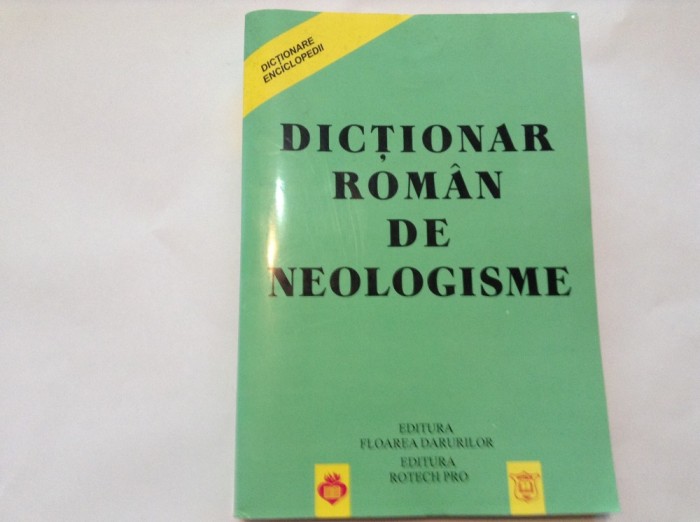 DICȚIONARE
ENCICLOPEDII
DICȚIONAR
ROMÂN
DE
NEOLOGISME
EDITURA
FLOAREA DARURILOR
EDITURA
ROTECH PRO